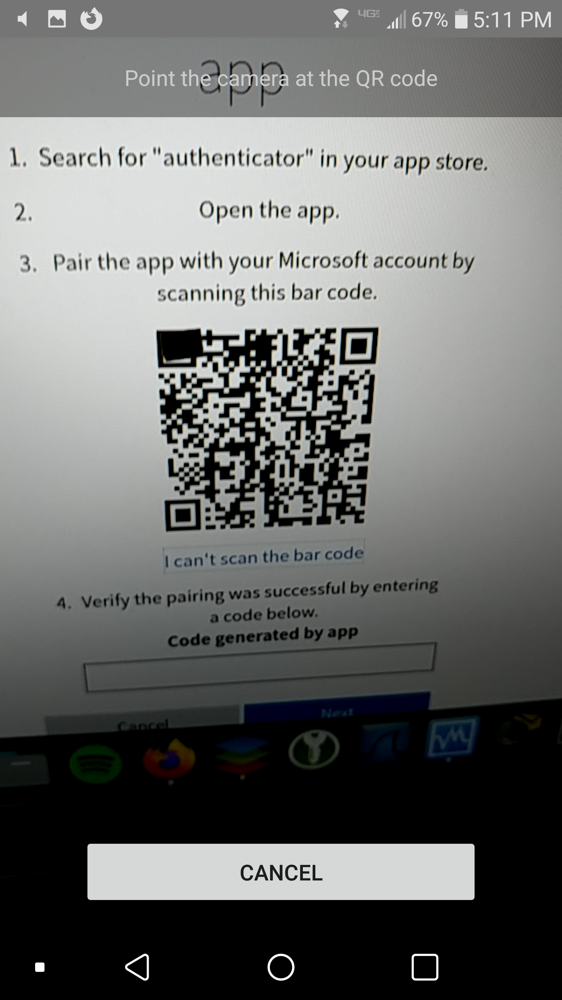 4G LTE 67% 5:11 PM
app
Point the camera at the QR code
1. Search for "authenticator" in your app store.
2. Open the app.
3. Pair the app with your Microsoft account by
scanning this bar code.
I can't scan the bar code
4. Verify the pairing was successful by entering
a code below.
Code generated by app
Cancel Next
CANCEL